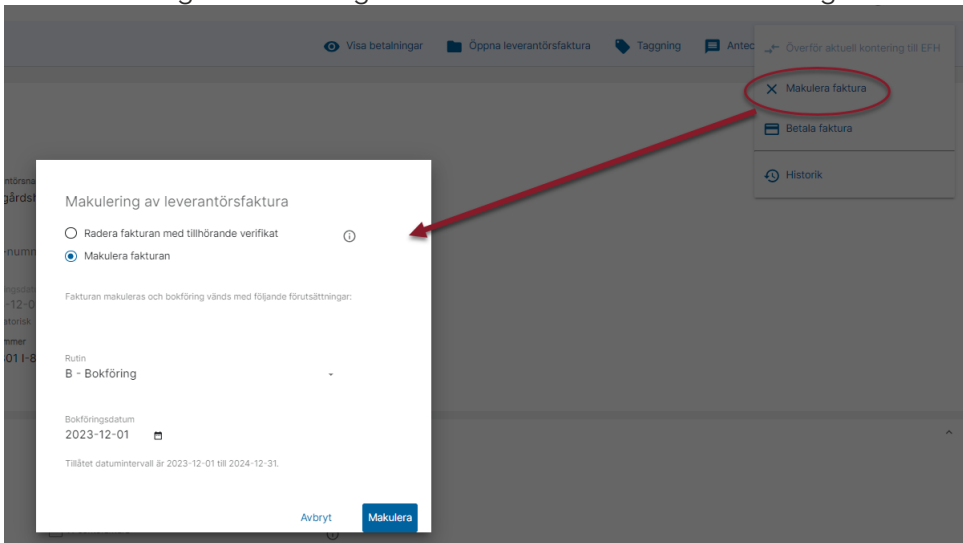 Visa betalningar Öppna leverantörsfaktura Taggning Antec
Överför aktuell kontering till EFH
Makulera faktura
Betala faktura
Historik
Makulering av leverantörsfaktura
Radera fakturan med tillhörande verifikat
Makulera fakturan
Fakturan makuleras och bokföring vänds med följande förutsättningar:
Rutin
B - Bokföring
Bokföringsdatum
2023-12-01
Tillåtet datumintervall är 2023-12-01 till 2024-12-31.
Avbryt Makulera